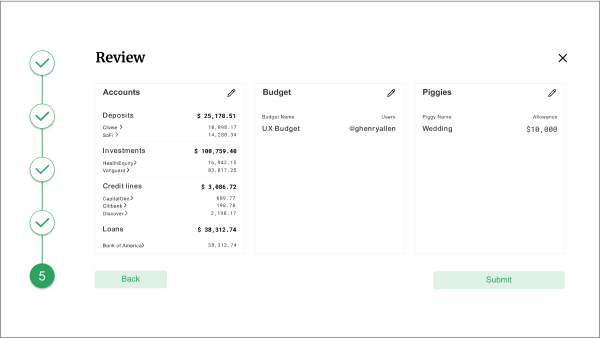 Review
Accounts
Deposits $ 25,178.51
Chase > 10,898.17
SoFi > 14,280.34
Investments $ 100,759.40
HealthEquity> 16,942.15
Vanguard > 83,817.25
Credit lines $ 3,086.72
CapitalOne> 689.77
Citibank > 198.78
Discover> 2,198.17
Loans $ 38,312.74
Bank of America> 38,312.74
Budget
Budget Name Users
UX Budget @ghenryallen
Piggies
Piggy Name Allowence
Wedding $10,000
5
Back
Submit